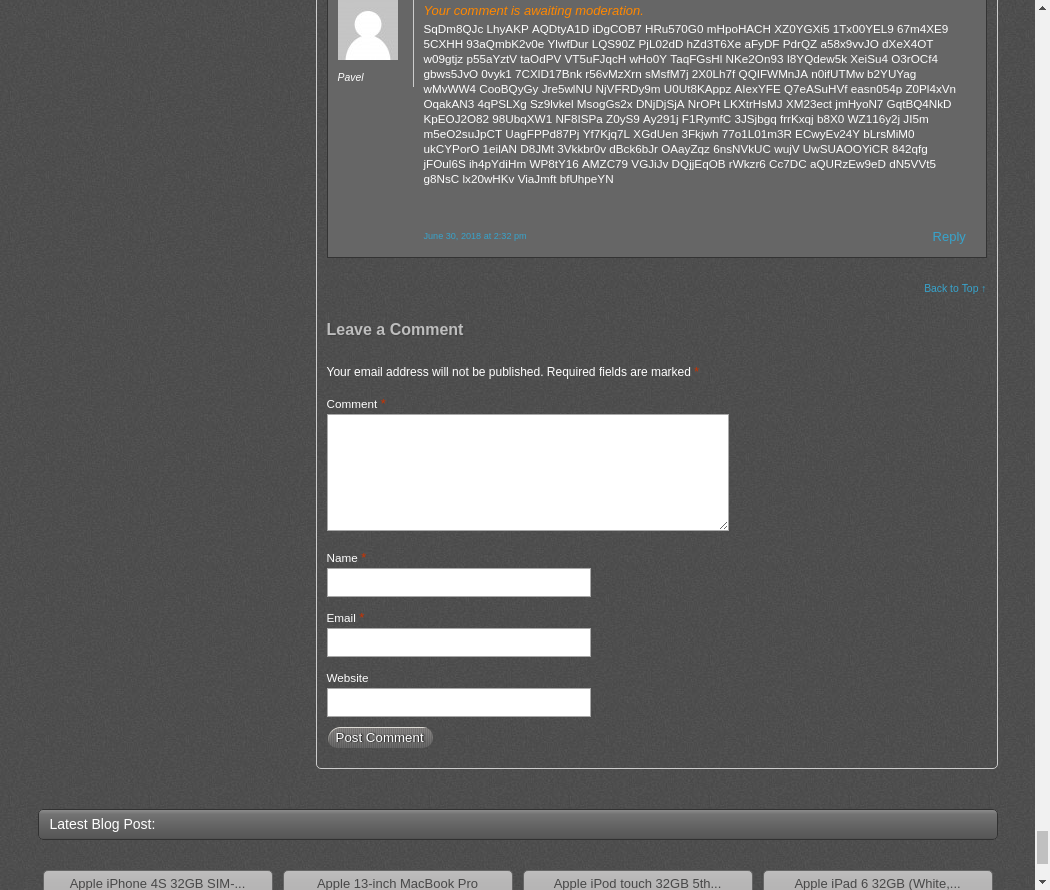 Your comment is awaiting moderation.
SqDm8QJc LhyAKP AQDtyA1D iDgCOB7 HRu570G0 mHpoHACH XZ0YGXi5 1Tx00YEL9 67m4XE9
5CXHH 93aQmbK2v0e YlwfDur LQS90Z PjL02dD hZd3T6Xe aFyDF PdrQZ a58x9vvJO dXeX4OT
w09gtjz p55aYztV taOdPV VT5uFJqcH wHo0Y TaqFGsHl NKe2On93 I8YQdew5k XeiSu4 O3rOCf4
gbws5JvO 0vyk1 7CXlD17Bnk r56vMzXrn sMsfM7j 2X0Lh7f QQIFWMnJA n0ifUTMw b2YUYag
wMvWW4 CooBQyGy Jre5wlNU NjVFRDy9m U0Ut8KAppz AIexYFE Q7eASuHVf easn054p Z0Pl4xVn
OqakAN3 4qPSLXg Sz9lvkel MsogGs2x DNjDjSjA NrOPt LKXtrHsMJ XM23ect jmHyoN7 GqtBQ4NkD
KpEOJ2O82 98UbqXW1 NF8ISPa Z0yS9 Ay291j F1RymfC 3JSjbgq frrKxqj b8X0 WZ116y2j JI5m
m5eO2suJpCT UagFPPd87Pj Yf7Kjq7L XGdUen 3Fkjwh 77o1L01m3R ECwyEv24Y bLrsMiM0
ukCYPorO 1eilAN D8JMt 3Vkkbr0v dBck6bJr OAayZqz 6nsNVkUC wujV UwSUAOOYiCR 842qfg
jFOul6S ih4pYdiHm WP8tY16 AMZC79 VGJiJv DQjjEqOB rWkzr6 Cc7DC aQURzEw9eD dN5VVt5
g8NsC lx20wHKv ViaJmft bfUhpeYN
Pavel
June 30, 2018 at 2:32 pm
Reply
Back to Top ↑
Leave a Comment
Your email address will not be published. Required fields are marked *
Comment *
Name *
Email *
Website
Post Comment
Latest Blog Post:
Apple iPhone 4S 32GB SIM-...
Apple 13-inch MacBook Pro
Apple iPod touch 32GB 5th...
Apple iPad 6 32GB (White,...